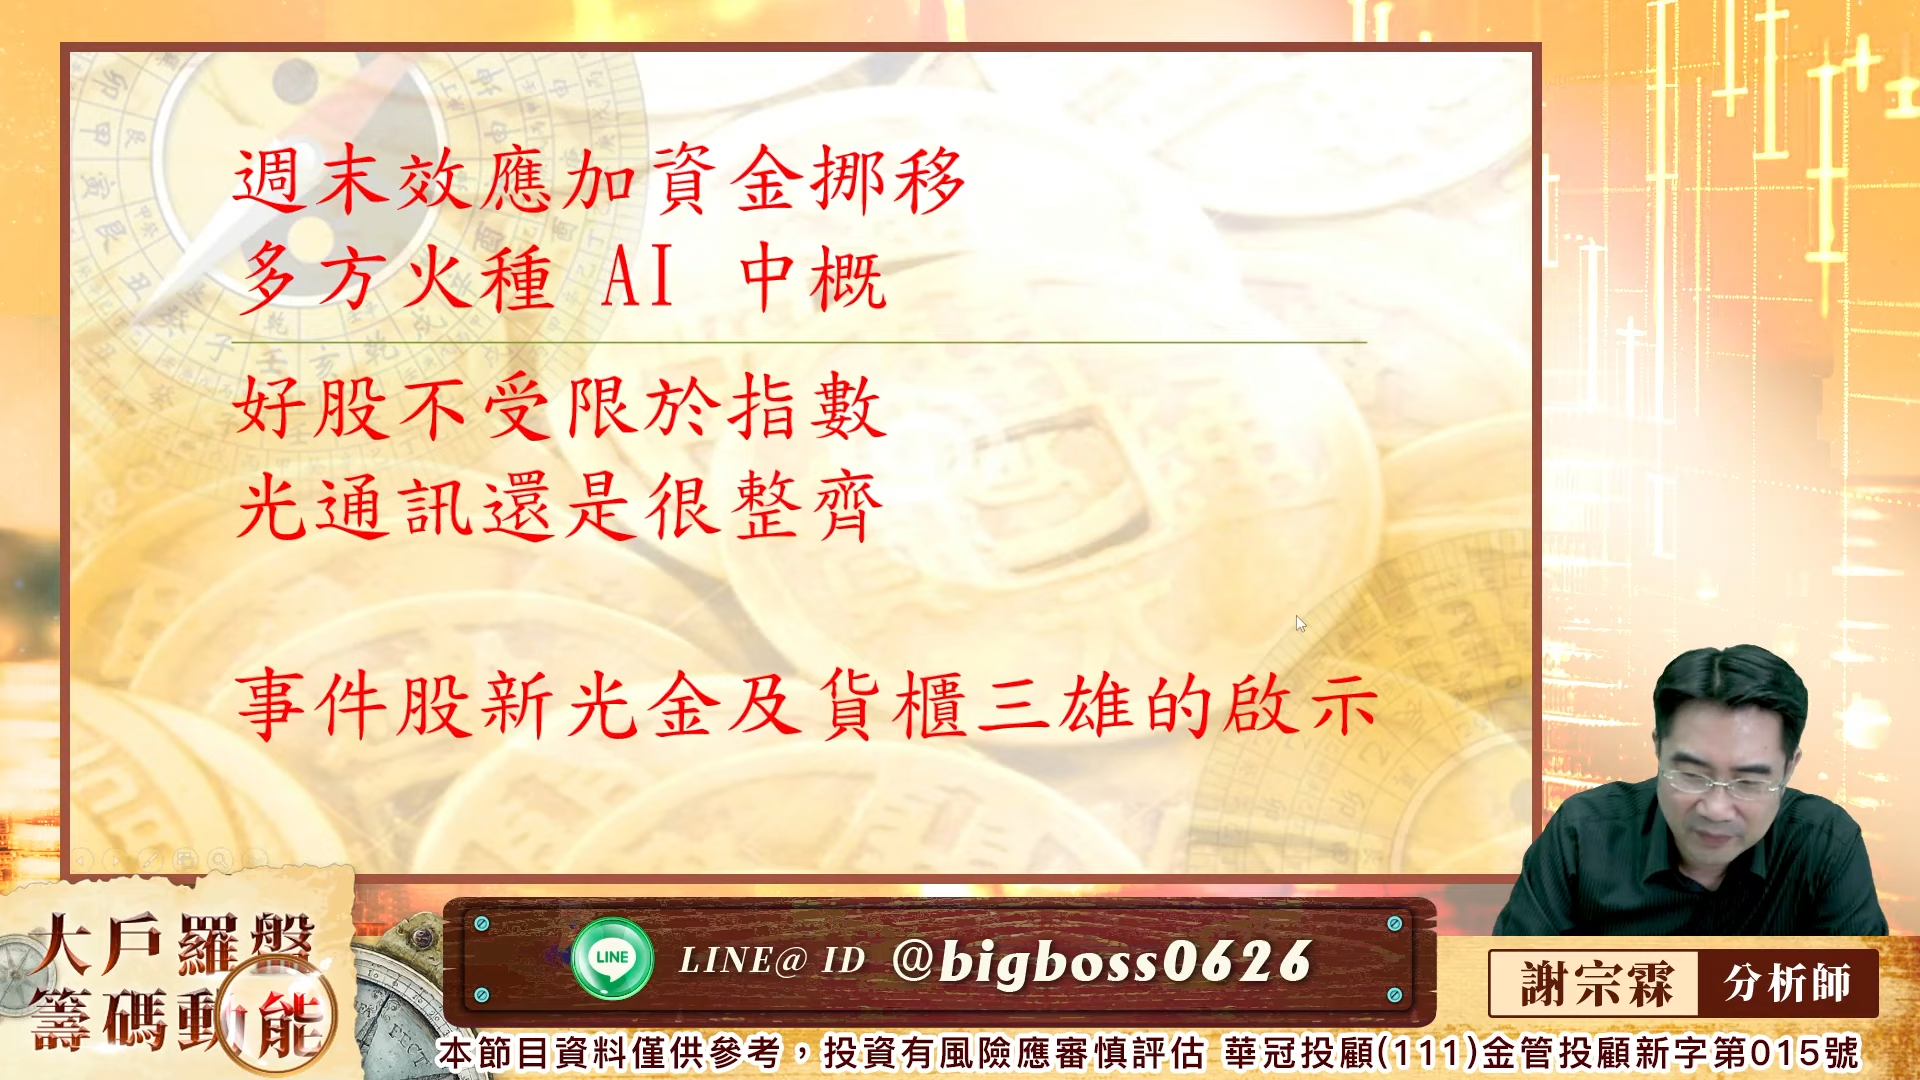 週末效應加資金挪移
多方火種 AI 中概
好股不受限於指數
光通訊還是很整齊
事件股新光金及貨櫃三雄的啟示
大戶羅盤
籌碼動能
LINE
LINE@ ID @bigboss0626
謝宗霖 分析師
本節目資料僅供參考，投資有風險應審慎評估 華冠投顧(111)金管投顧新字第015號